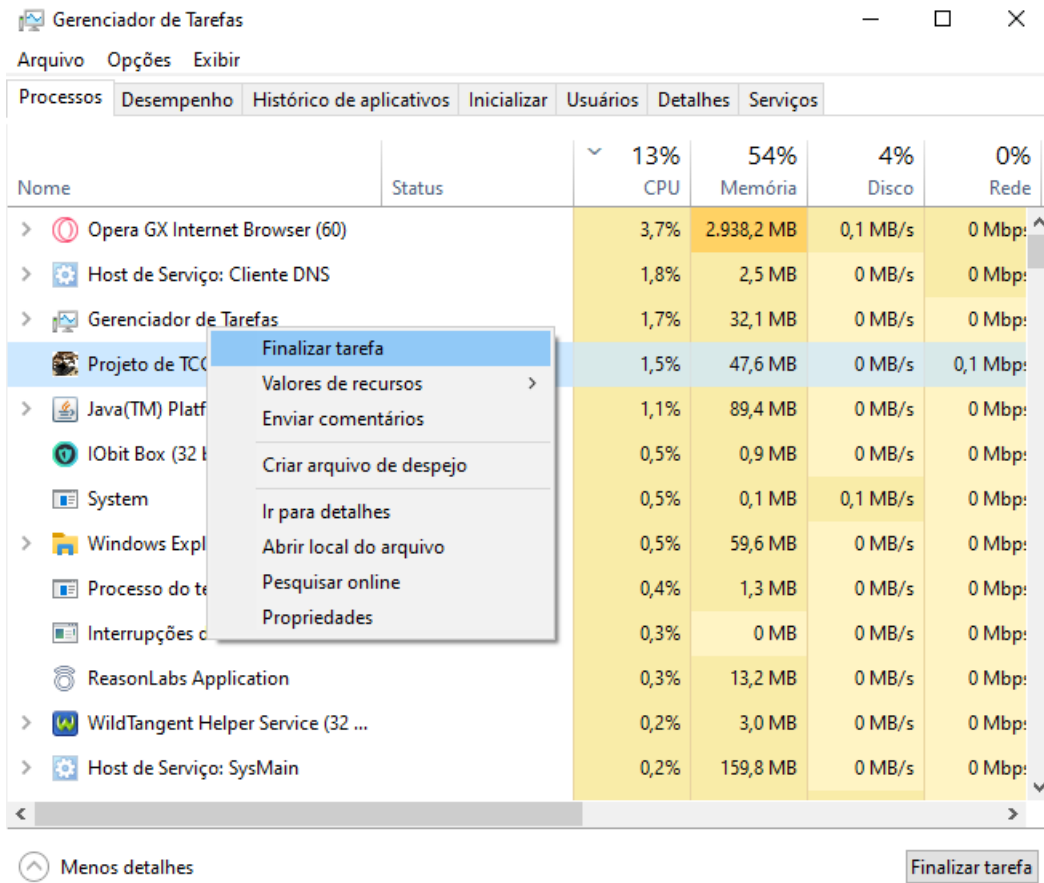 Gerenciador de Tarefas
Arquivo Opções Exibir
Processos Desempenho Histórico de aplicativos Inicializar Usuários Detalhes Serviços
13% 54% 4% 0%
Nome Status CPU Memória Disco Rede
Opera GX Internet Browser (60) 3,7% 2.938,2 MB 0,1 MB/s 0 Mbps
Host de Serviço: Cliente DNS 1,8% 2,5 MB 0 MB/s 0 Mbps
Gerenciador de Tarefas 1,7% 32,1 MB 0 MB/s 0 Mbps
Finalizar tarefa
Projeto de TCC 1,5% 47,6 MB 0 MB/s 0,1 Mbps
Valores de recursos
Java(TM) Platf 1,1% 89,4 MB 0 MB/s 0 Mbps
Enviar comentários
IObit Box (32 0,5% 0,9 MB 0 MB/s 0 Mbps
Criar arquivo de despejo
System 0,5% 0,1 MB 0,1 MB/s 0 Mbps
Ir para detalhes
Windows Expl 0,5% 59,6 MB 0 MB/s 0 Mbps
Abrir local do arquivo
Processo do te 0,4% 1,3 MB 0 MB/s 0 Mbps
Pesquisar online
Propriedades
Interrupções d 0,3% 0 MB 0 MB/s 0 Mbps
ReasonLabs Application 0,3% 13,2 MB 0 MB/s 0 Mbps
WildTangent Helper Service (32 ... 0,2% 3,0 MB 0 MB/s 0 Mbps
Host de Serviço: SysMain 0,2% 159,8 MB 0 MB/s 0 Mbps
Menos detalhes Finalizar tarefa